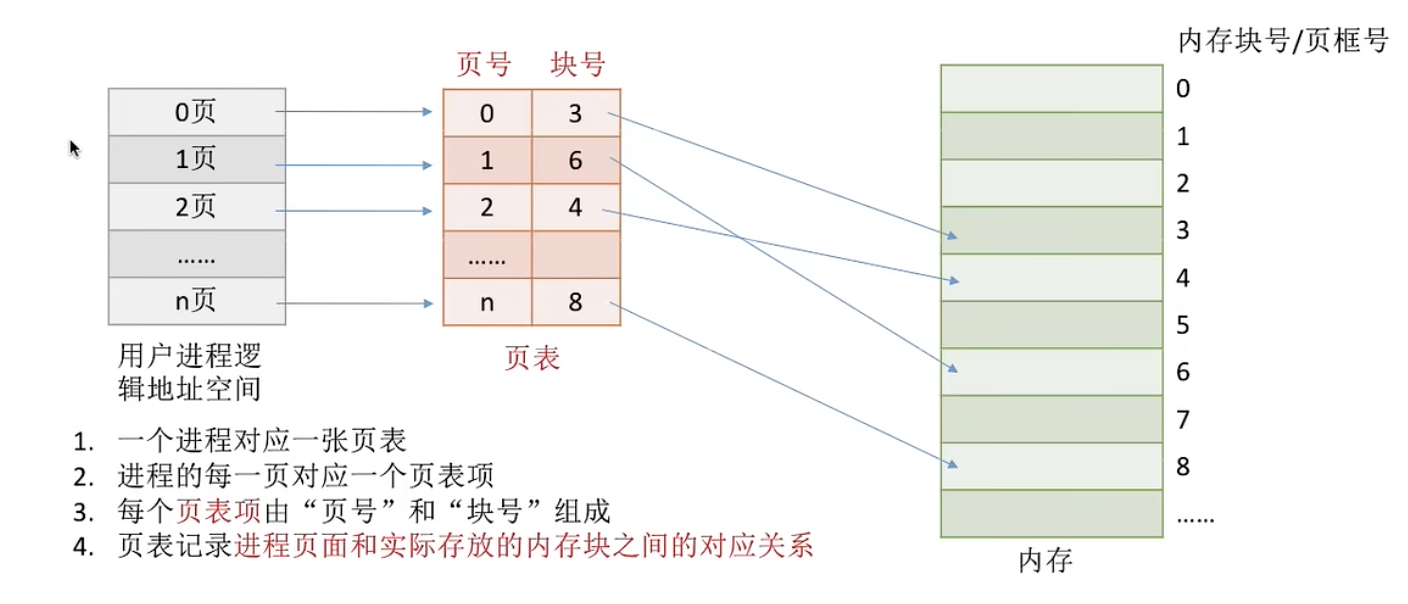 内存块号/页框号
页号 块号
0页 0 3 0
1页 1 6 1
2页 2 4 2
…… …… 3
n页 n 8 4
5
6
7
8
……
用户进程逻
辑地址空间
页表
内存
1. 一个进程对应一张页表
2. 进程的每一页对应一个页表项
3. 每个页表项由“页号”和“块号”组成
4. 页表记录进程页面和实际存放的内存块之间的对应关系